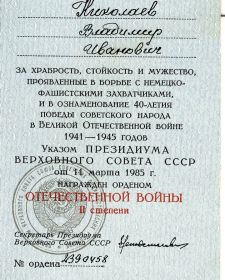 Николаев
Владимир
Иванович
ЗА ХРАБРОСТЬ, СТОЙКОСТЬ И МУЖЕСТВО,
ПРОЯВЛЕННЫЕ В БОРЬБЕ С НЕМЕЦКО-
ФАШИСТСКИМИ ЗАХВАТЧИКАМИ,
И В ОЗНАМЕНОВАНИЕ 40-ЛЕТИЯ
ПОБЕДЫ СОВЕТСКОГО НАРОДА
В ВЕЛИКОЙ ОТЕЧЕСТВЕННОЙ ВОЙНЕ
1941—1945 ГОДОВ
УКАЗОМ ПРЕЗИДИУМА
ВЕРХОВНОГО СОВЕТА СССР
от 14 марта 1985 г.
НАГРАЖДЕН ОРДЕНОМ
ОТЕЧЕСТВЕННОЙ ВОЙНЫ
II степени
Секретарь Президиума
Верховного Совета СССР
№ ордена 2390458